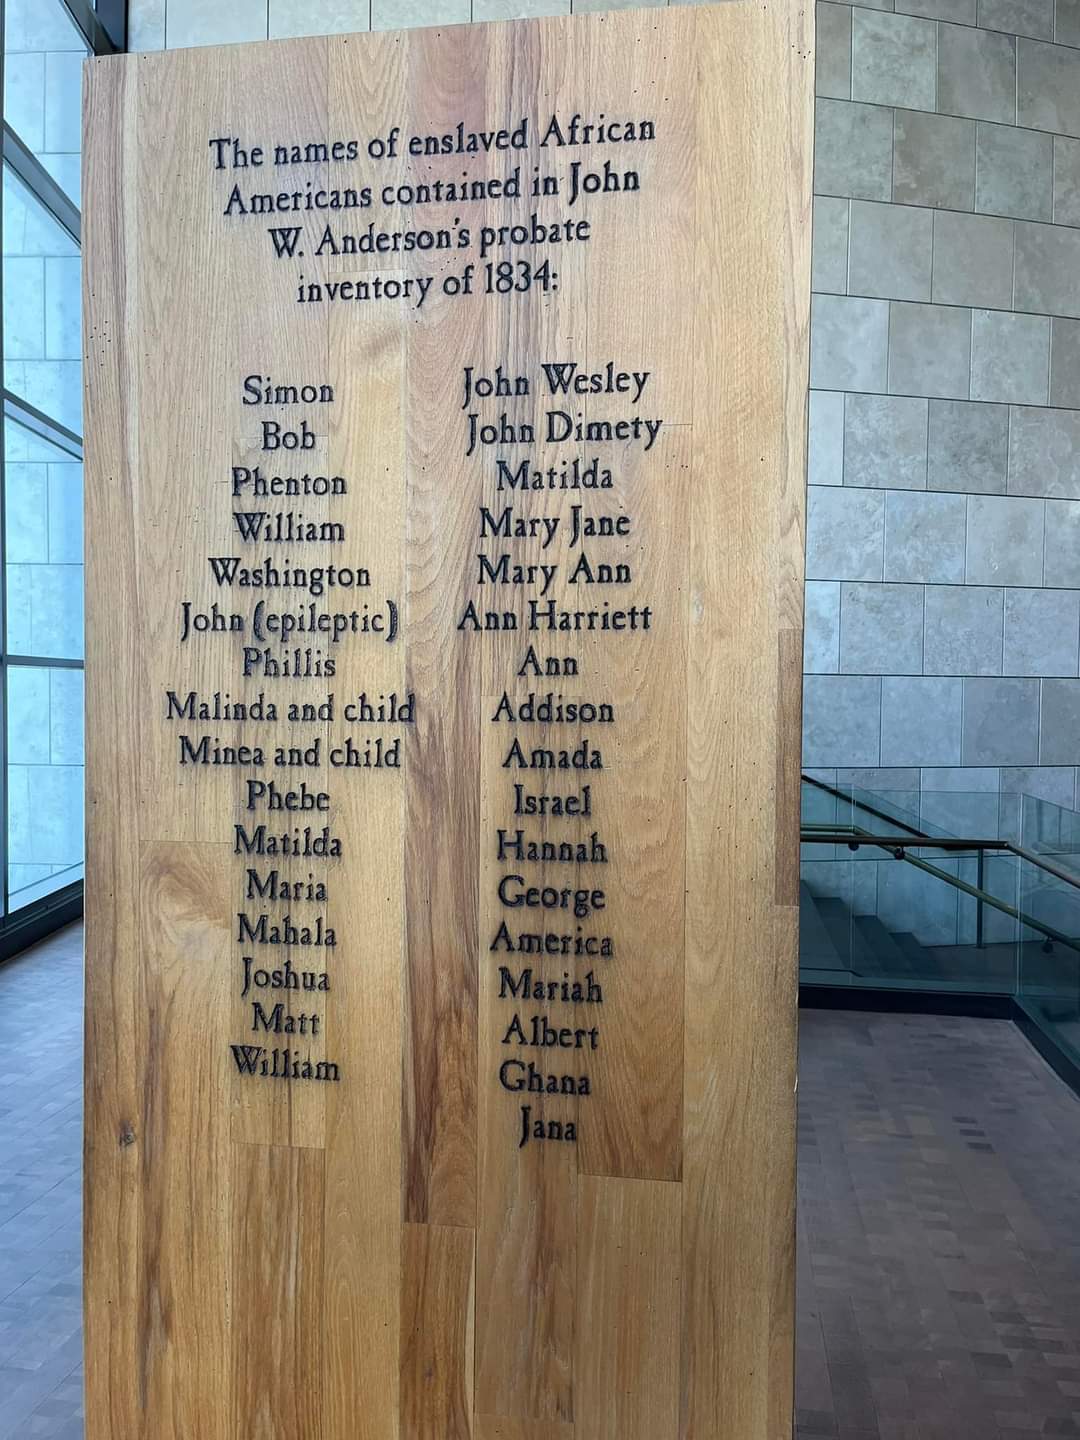 The names of enslaved African
Americans contained in John
W. Anderson's probate
inventory of 1834:
Simon
Bob
Phenton
William
Washington
John (epileptic)
Phillis
Malinda and child
Minea and child
Phebe
Matilda
Maria
Mahala
Joshua
Matt
William
John Wesley
John Dimety
Matilda
Mary Jane
Mary Ann
Ann Harriett
Ann
Addison
Amada
Israel
Hannah
George
America
Mariah
Albert
Ghana
Jana